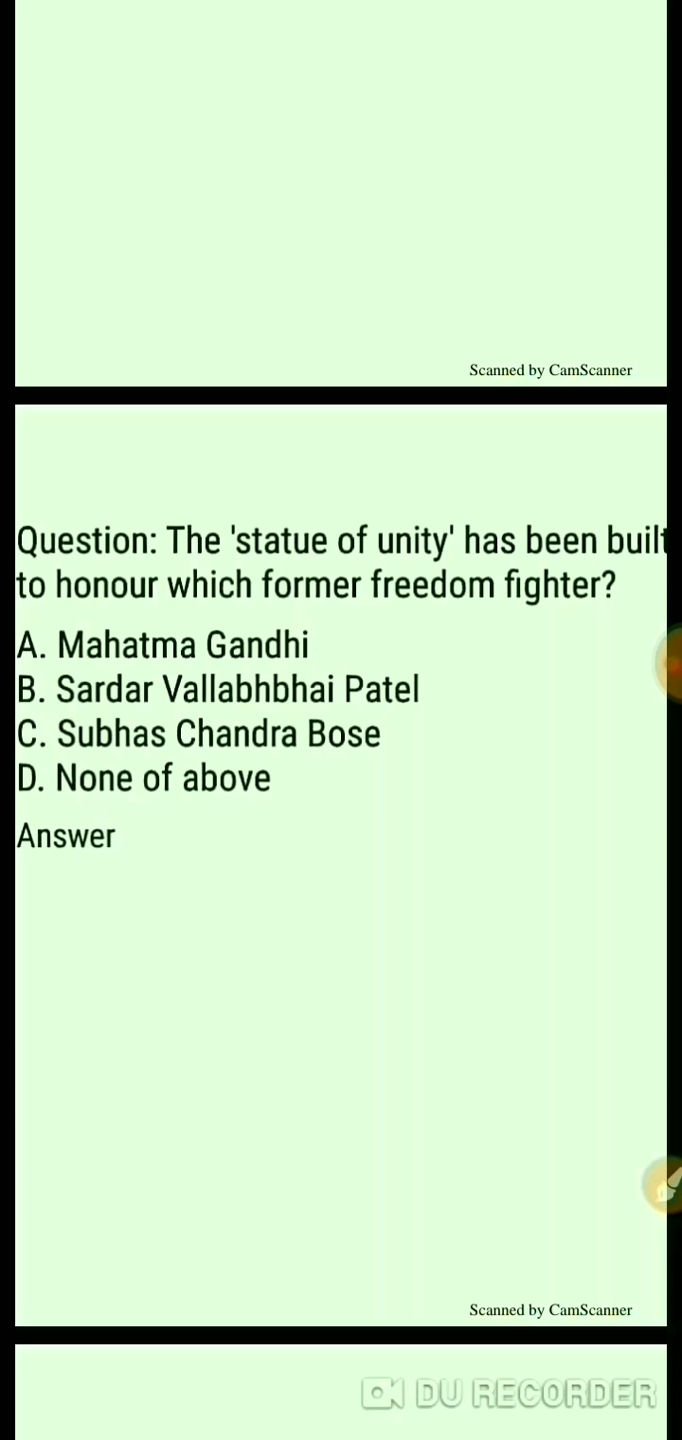 Scanned by CamScanner
Question: The 'statue of unity' has been built
to honour which former freedom fighter?
A. Mahatma Gandhi
B. Sardar Vallabhbhai Patel
C. Subhas Chandra Bose
D. None of above
Answer
Scanned by CamScanner
DU RECORDER